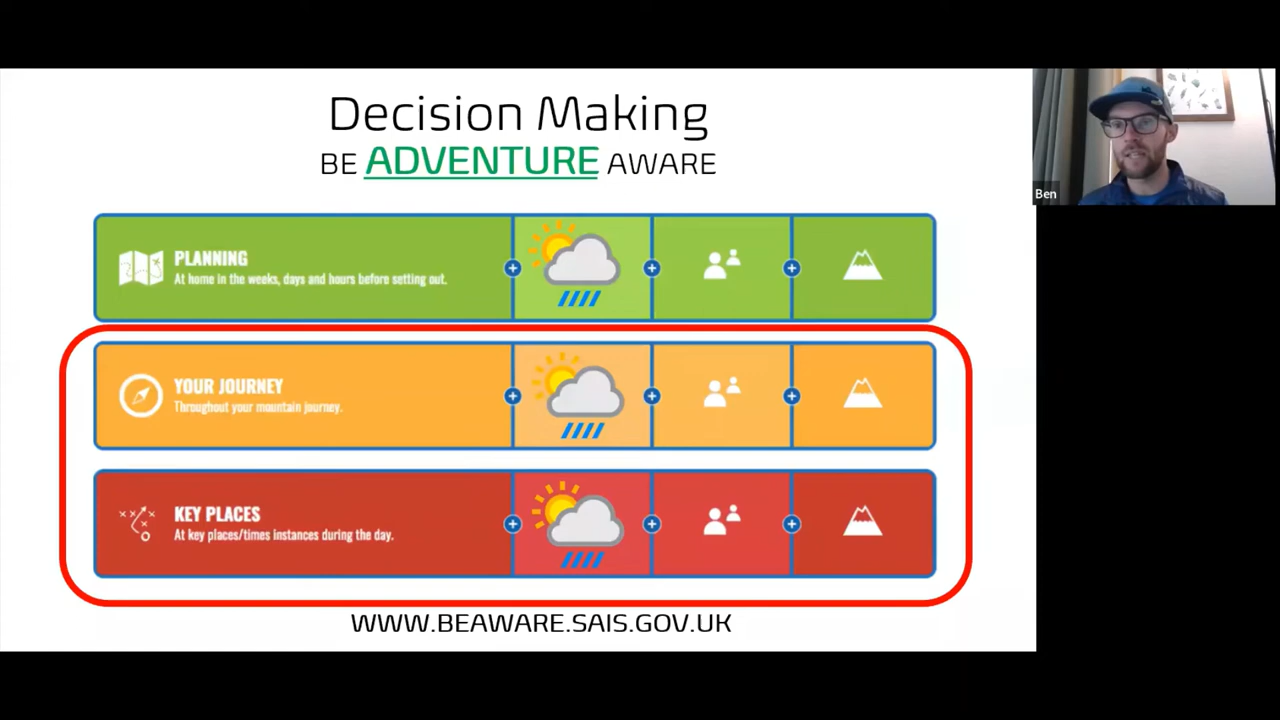 Decision Making
BE ADVENTURE AWARE
PLANNING
At home in the weeks, days and hours before setting out.
YOUR JOURNEY
Throughout your mountain journey.
KEY PLACES
At key places/times instances during the day.
WWW.BEAWARE.SAIS.GOV.UK
Ben